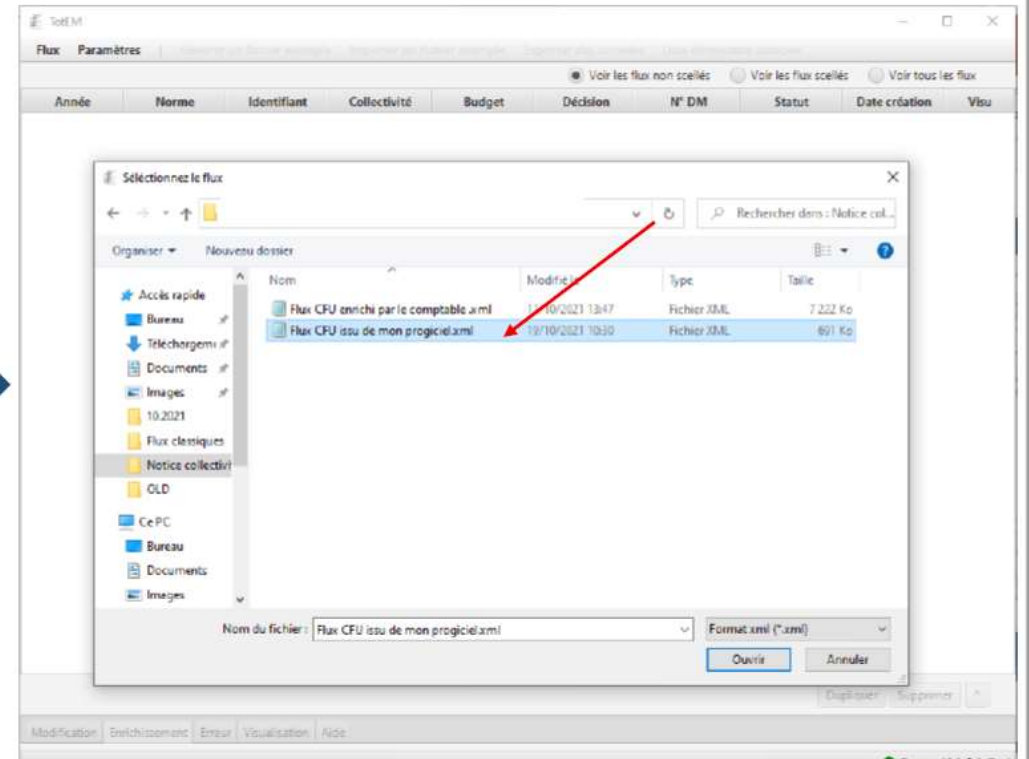 TotEM
Flux Paramètres
Voir les flux non scellés Voir les flux scellés Voir tous les flux
Année Norme Identifiant Collectivité Budget Décision N° DM Statut Date création Visu
Séléctionnez le flux
Rechercher dans : Notice col...
Organiser Nouveau dossier
Nom Modifié le Type Taille
Accès rapide
Flux CFU enrichi par le comptable.xml /10/2021 13:47 Fichier XML 7 222 Ko
Bureau
Flux CFU issu de mon progiciel.xml 19/10/2021 10:30 Fichier XML 691 Ko
Téléchargeme
Documents
Images
10.2021
Flux classiques
Notice collectivi
OLD
Ce PC
Bureau
Documents
Images
Nom du fichier : Flux CFU issu de mon progiciel.xml Format xml (*.xml)
Ouvrir Annuler
Dupliquer Supprimer ^
Modification Enrichissement Erreur Visualisation Aide